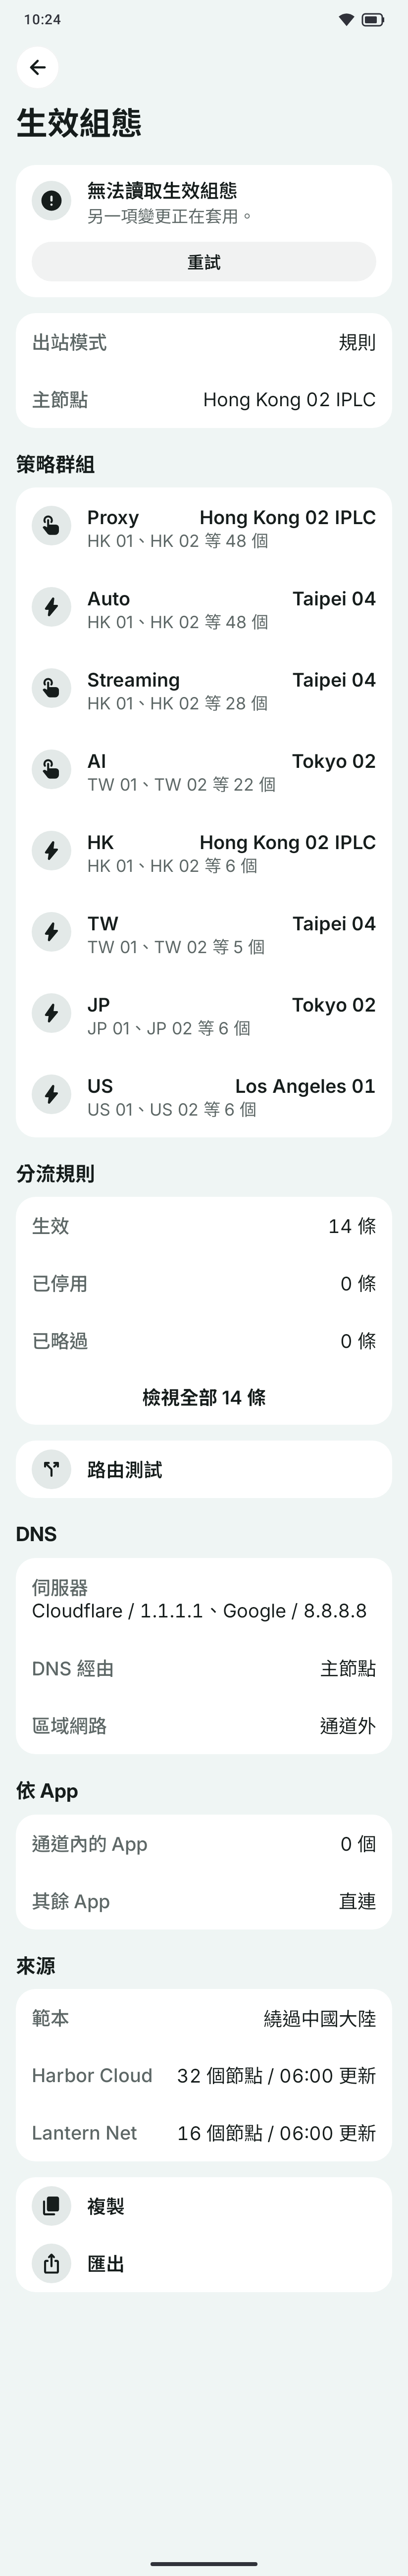 10:24
生效組態
無法讀取生效組態
另一項變更正在套用。
重試
出站模式 規則
主節點 Hong Kong 02 IPLC
策略群組
Proxy Hong Kong 02 IPLC
HK 01、HK 02 等 48 個
Auto Taipei 04
HK 01、HK 02 等 48 個
Streaming Taipei 04
HK 01、HK 02 等 28 個
AI Tokyo 02
TW 01、TW 02 等 22 個
HK Hong Kong 02 IPLC
HK 01、HK 02 等 6 個
TW Taipei 04
TW 01、TW 02 等 5 個
JP Tokyo 02
JP 01、JP 02 等 6 個
US Los Angeles 01
US 01、US 02 等 6 個
分流規則
生效 14 條
已停用 0 條
已略過 0 條
檢視全部 14 條
路由測試
DNS
伺服器
Cloudflare / 1.1.1.1、Google / 8.8.8.8
DNS 經由 主節點
區域網路 通道外
依 App
通道內的 App 0 個
其餘 App 直連
來源
範本 繞過中國大陸
Harbor Cloud 32 個節點 / 06:00 更新
Lantern Net 16 個節點 / 06:00 更新
複製
匯出